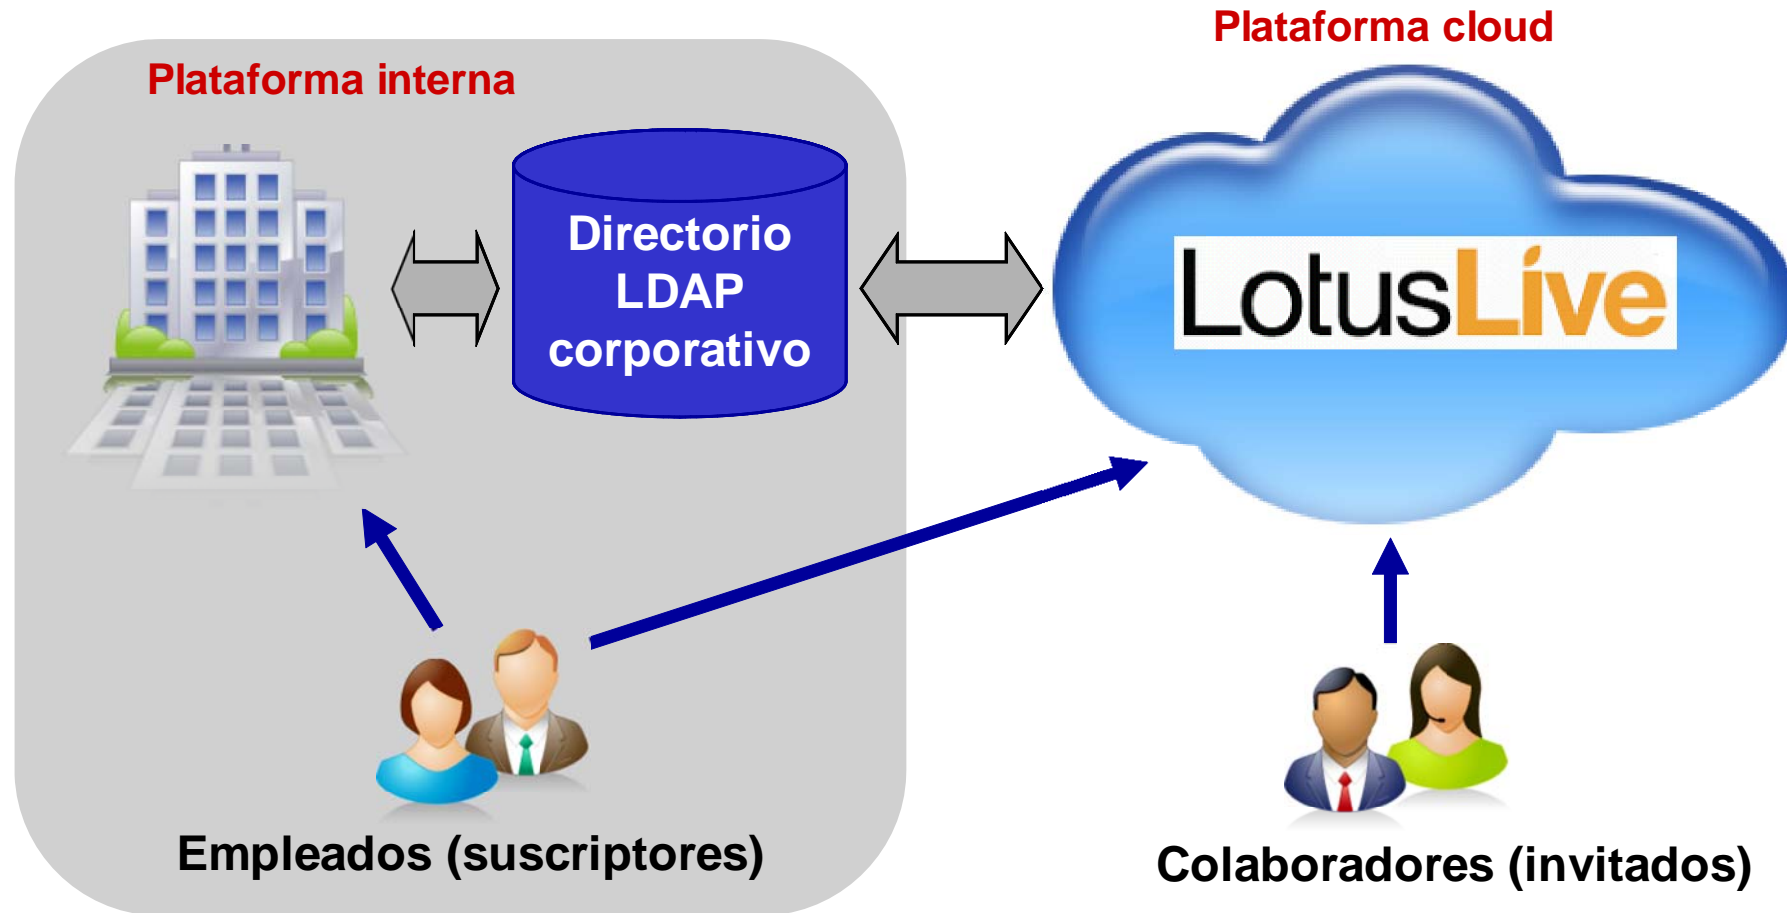 Plataforma cloud
Plataforma interna
Directorio
LDAP
corporativo
LotusLive
Empleados (suscriptores)
Colaboradores (invitados)